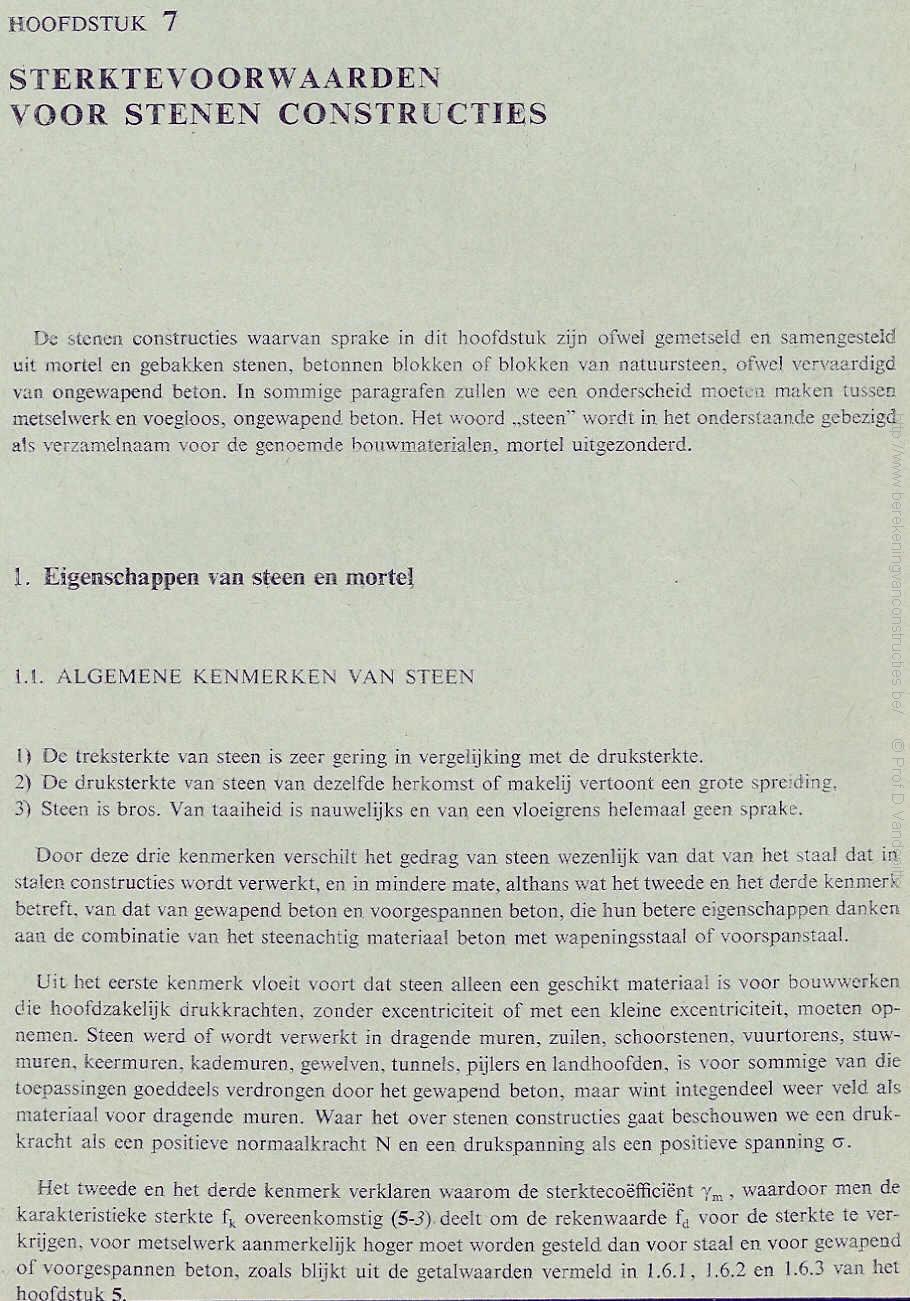 HOOFDSTUK 7
STERKTEVOORWAARDEN
VOOR STENEN CONSTRUCTIES
De stenen constructies waarvan sprake in dit hoofdstuk zijn ofwel gemetseld en samengesteld
uit mortel en gebakken stenen, betonnen blokken of blokken van natuursteen, ofwel vervaardigd
van ongewapend beton. In sommige paragrafen zullen we een onderscheid moeten maken tussen
metselwerk en voegloos, ongewapend beton. Het woord „steen” wordt in het onderstaande gebezigd
als verzamelnaam voor de genoemde bouwmaterialen, mortel uitgezonderd.
1. Eigenschappen van steen en mortel
1.1. ALGEMENE KENMERKEN VAN STEEN
1) De treksterkte van steen is zeer gering in vergelijking met de druksterkte.
2) De druksterkte van steen van dezelfde herkomst of makelij vertoont een grote spreiding.
3) Steen is bros. Van taaiheid is nauwelijks en van een vloeigrens helemaal geen sprake.
Door deze drie kenmerken verschilt het gedrag van steen wezenlijk van dat van het staal dat in
stalen constructies wordt verwerkt, en in mindere mate, althans wat het tweede en het derde kenmerk
betreft, van dat van gewapend beton en voorgespannen beton, die hun betere eigenschappen danken
aan de combinatie van het steenachtig materiaal beton met wapeningsstaal of voorspanstaal.
Uit het eerste kenmerk vloeit voort dat steen alleen een geschikt materiaal is voor bouwwerken
die hoofdzakelijk drukkrachten, zonder excentriciteit of met een kleine excentriciteit, moeten op-
nemen. Steen werd of wordt verwerkt in dragende muren, zuilen, schoorstenen, vuurtorens, stuw-
muren, keermuren, kademuren, gewelven, tunnels, pijlers en landhoofden, is voor sommige van die
toepassingen goeddeels verdrongen door het gewapend beton, maar wint integendeel weer veld als
materiaal voor dragende muren. Waar het over stenen constructies gaat beschouwen we een druk-
kracht als een positieve normaalkracht N en een drukspanning als een positieve spanning σ.
Het tweede en het derde kenmerk verklaren waarom de sterktecoëfficiënt γm , waardoor men de
karakteristieke sterkte fk overeenkomstig (5-3) deelt om de rekenwaarde fd voor de sterkte te ver-
krijgen, voor metselwerk aanmerkelijk hoger moet worden gesteld dan voor staal en voor gewapend
of voorgespannen beton, zoals blijkt uit de getalwaarden vermeld in 1.6.1, 1.6.2 en 1.6.3 van het
hoofdstuk 5.
http://www.berekeningvanconstructies.be/ © Prof D